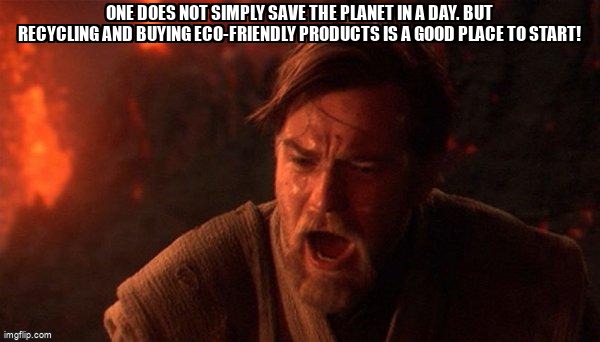 ONE DOES NOT SIMPLY SAVE THE PLANET IN A DAY. BUT
RECYCLING AND BUYING ECO-FRIENDLY PRODUCTS IS A GOOD PLACE TO START!
imgflip.com